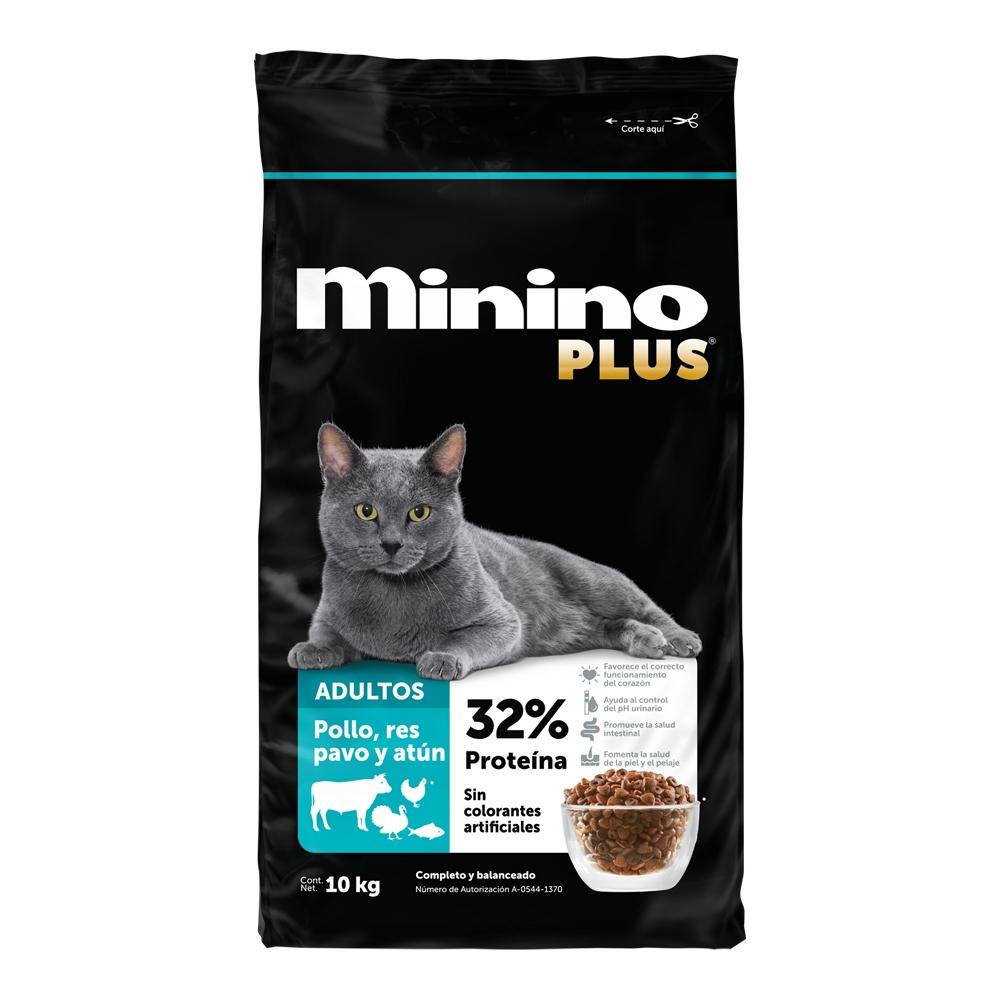 Corte aquí
Minino
PLUS®
ADULTOS
Pollo, res
pavo y atún
32%
Proteína
Sin
colorantes
artificiales
Favorece el correcto
funcionamiento
del corazón
Ayuda al control
del pH urinario
Promueve la salud
intestinal
Fomenta la salud
de la piel y el pelaje
Cont.
Net. 10 kg
Completo y balanceado
Número de Autorización A-0544-1370